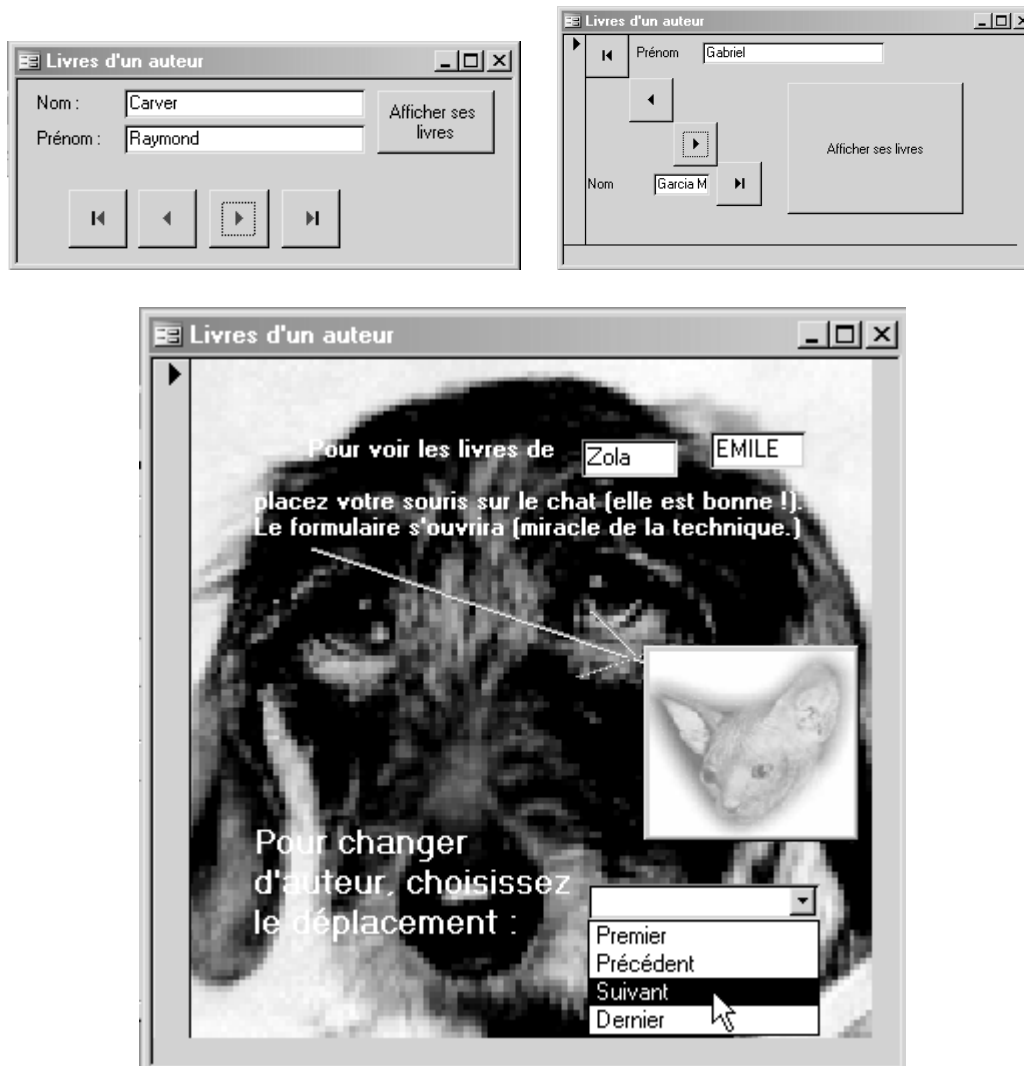 Livres d'un auteur
Nom :
Carver
Prénom :
Raymond
Afficher ses
livres
Livres d'un auteur
Prénom
Gabriel
Afficher ses livres
Nom
Garcia M
Livres d'un auteur
Pour voir les livres de
Zola
EMILE
placez votre souris sur le chat (elle est bonne !).
Le formulaire s'ouvrira (miracle de la technique.)
Pour changer
d'auteur, choisissez
le déplacement :
Premier
Précédent
Suivant
Dernier